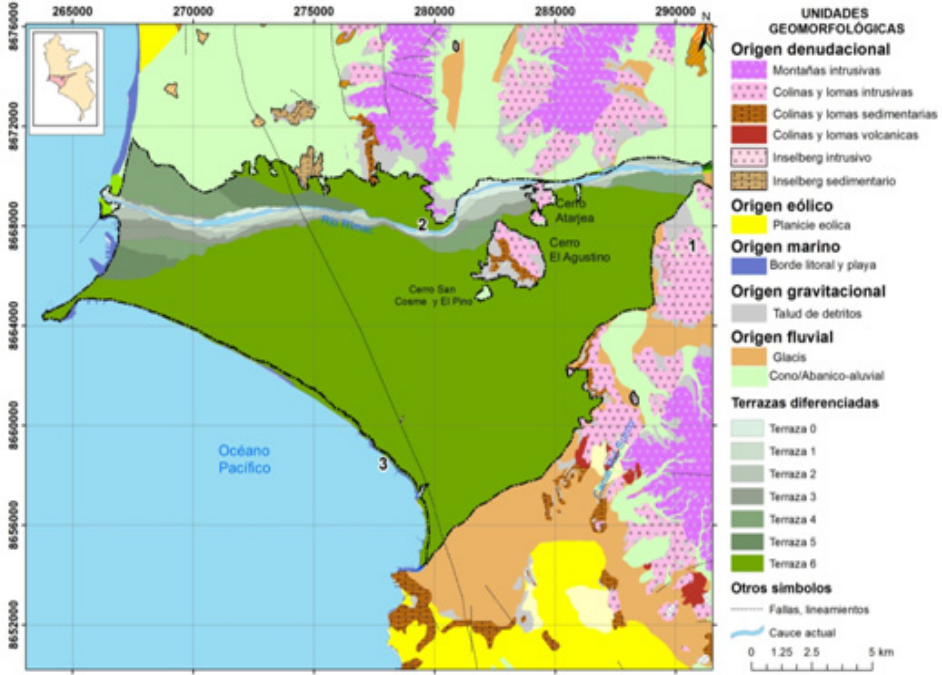 265000 270000 275000 280000 285000 290000
N
8676000
8672000
8668000
8664000
8660000
8656000
8652000
Río Rímac
2
Cerro
Atarjea
1
Cerro
El Agustino
Cerro San
Cosme y El Pino
Océano
Pacífico
3
UNIDADES
GEOMORFOLÓGICAS
Origen denudacional
Montañas intrusivas
Colinas y lomas intrusivas
Colinas y lomas sedimentarias
Colinas y lomas volcanicas
Inselberg intrusivo
Inselberg sedimentario
Origen eólico
Planicie eolica
Origen marino
Borde litoral y playa
Origen gravitacional
Talud de detritos
Origen fluvial
Glacis
Cono/Abanico-aluvial
Terrazas diferenciadas
Terraza 0
Terraza 1
Terraza 2
Terraza 3
Terraza 4
Terraza 5
Terraza 6
Otros símbolos
Fallas, lineamientos
Cauce actual
0 1.25 2.5 5 km